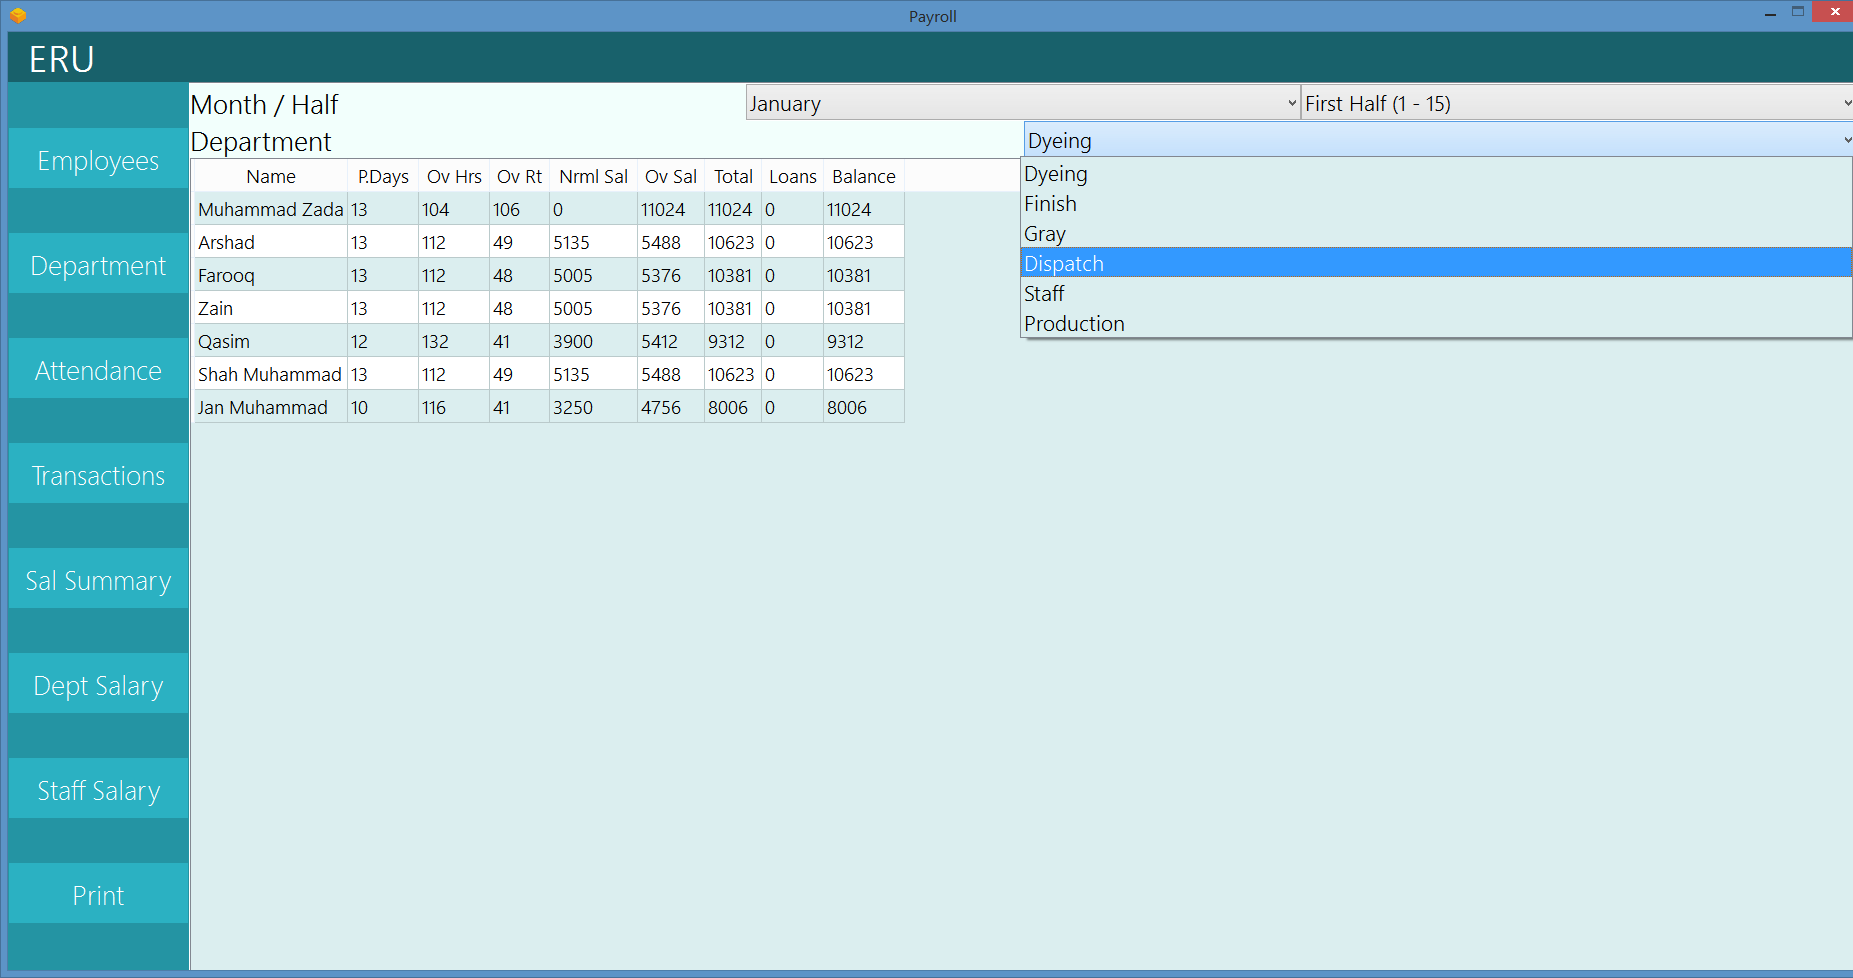 Payroll
ERU
Month / Half January First Half (1 - 15)
Department Dyeing
Name P.Days Ov Hrs Ov Rt Nrml Sal Ov Sal Total Loans Balance
Muhammad Zada 13 104 106 0 11024 11024 0 11024
Arshad 13 112 49 5135 5488 10623 0 10623
Farooq 13 112 48 5005 5376 10381 0 10381
Zain 13 112 48 5005 5376 10381 0 10381
Qasim 12 132 41 3900 5412 9312 0 9312
Shah Muhammad 13 112 49 5135 5488 10623 0 10623
Jan Muhammad 10 116 41 3250 4756 8006 0 8006
Dyeing
Finish
Gray
Dispatch
Staff
Production
Employees
Department
Attendance
Transactions
Sal Summary
Dept Salary
Staff Salary
Print